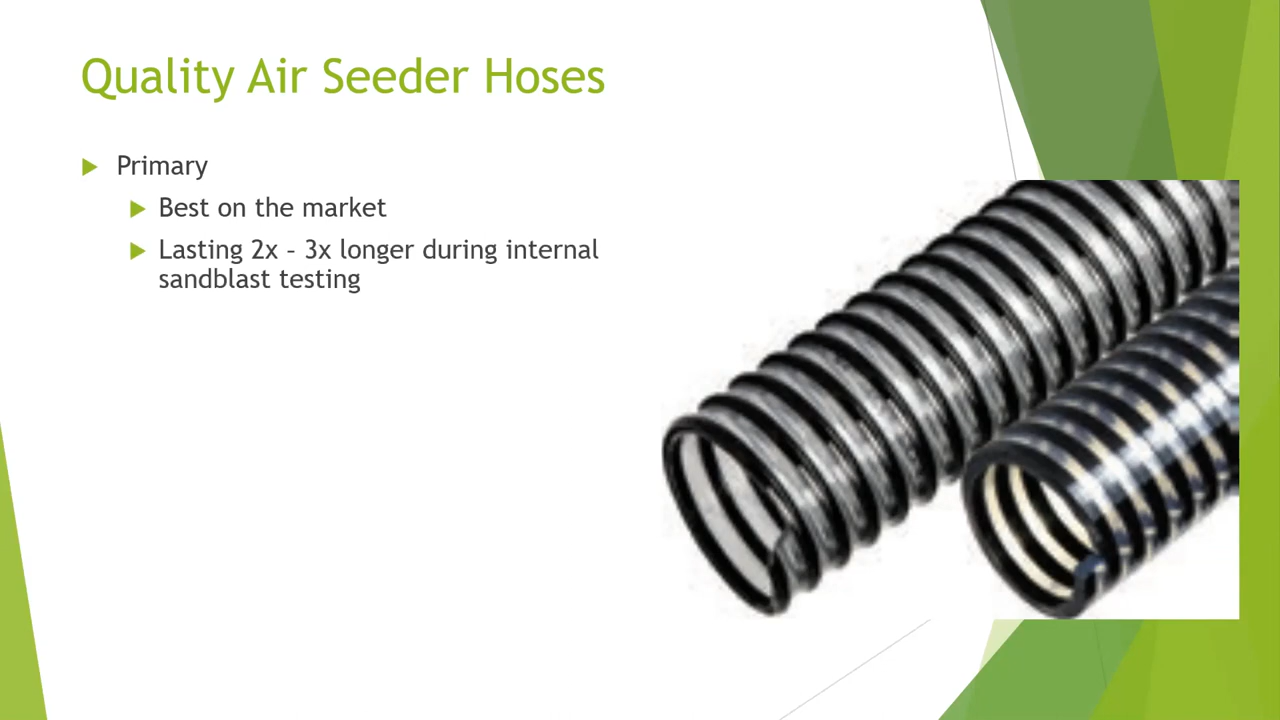 Quality Air Seeder Hoses
Primary
Best on the market
Lasting 2x – 3x longer during internal
sandblast testing